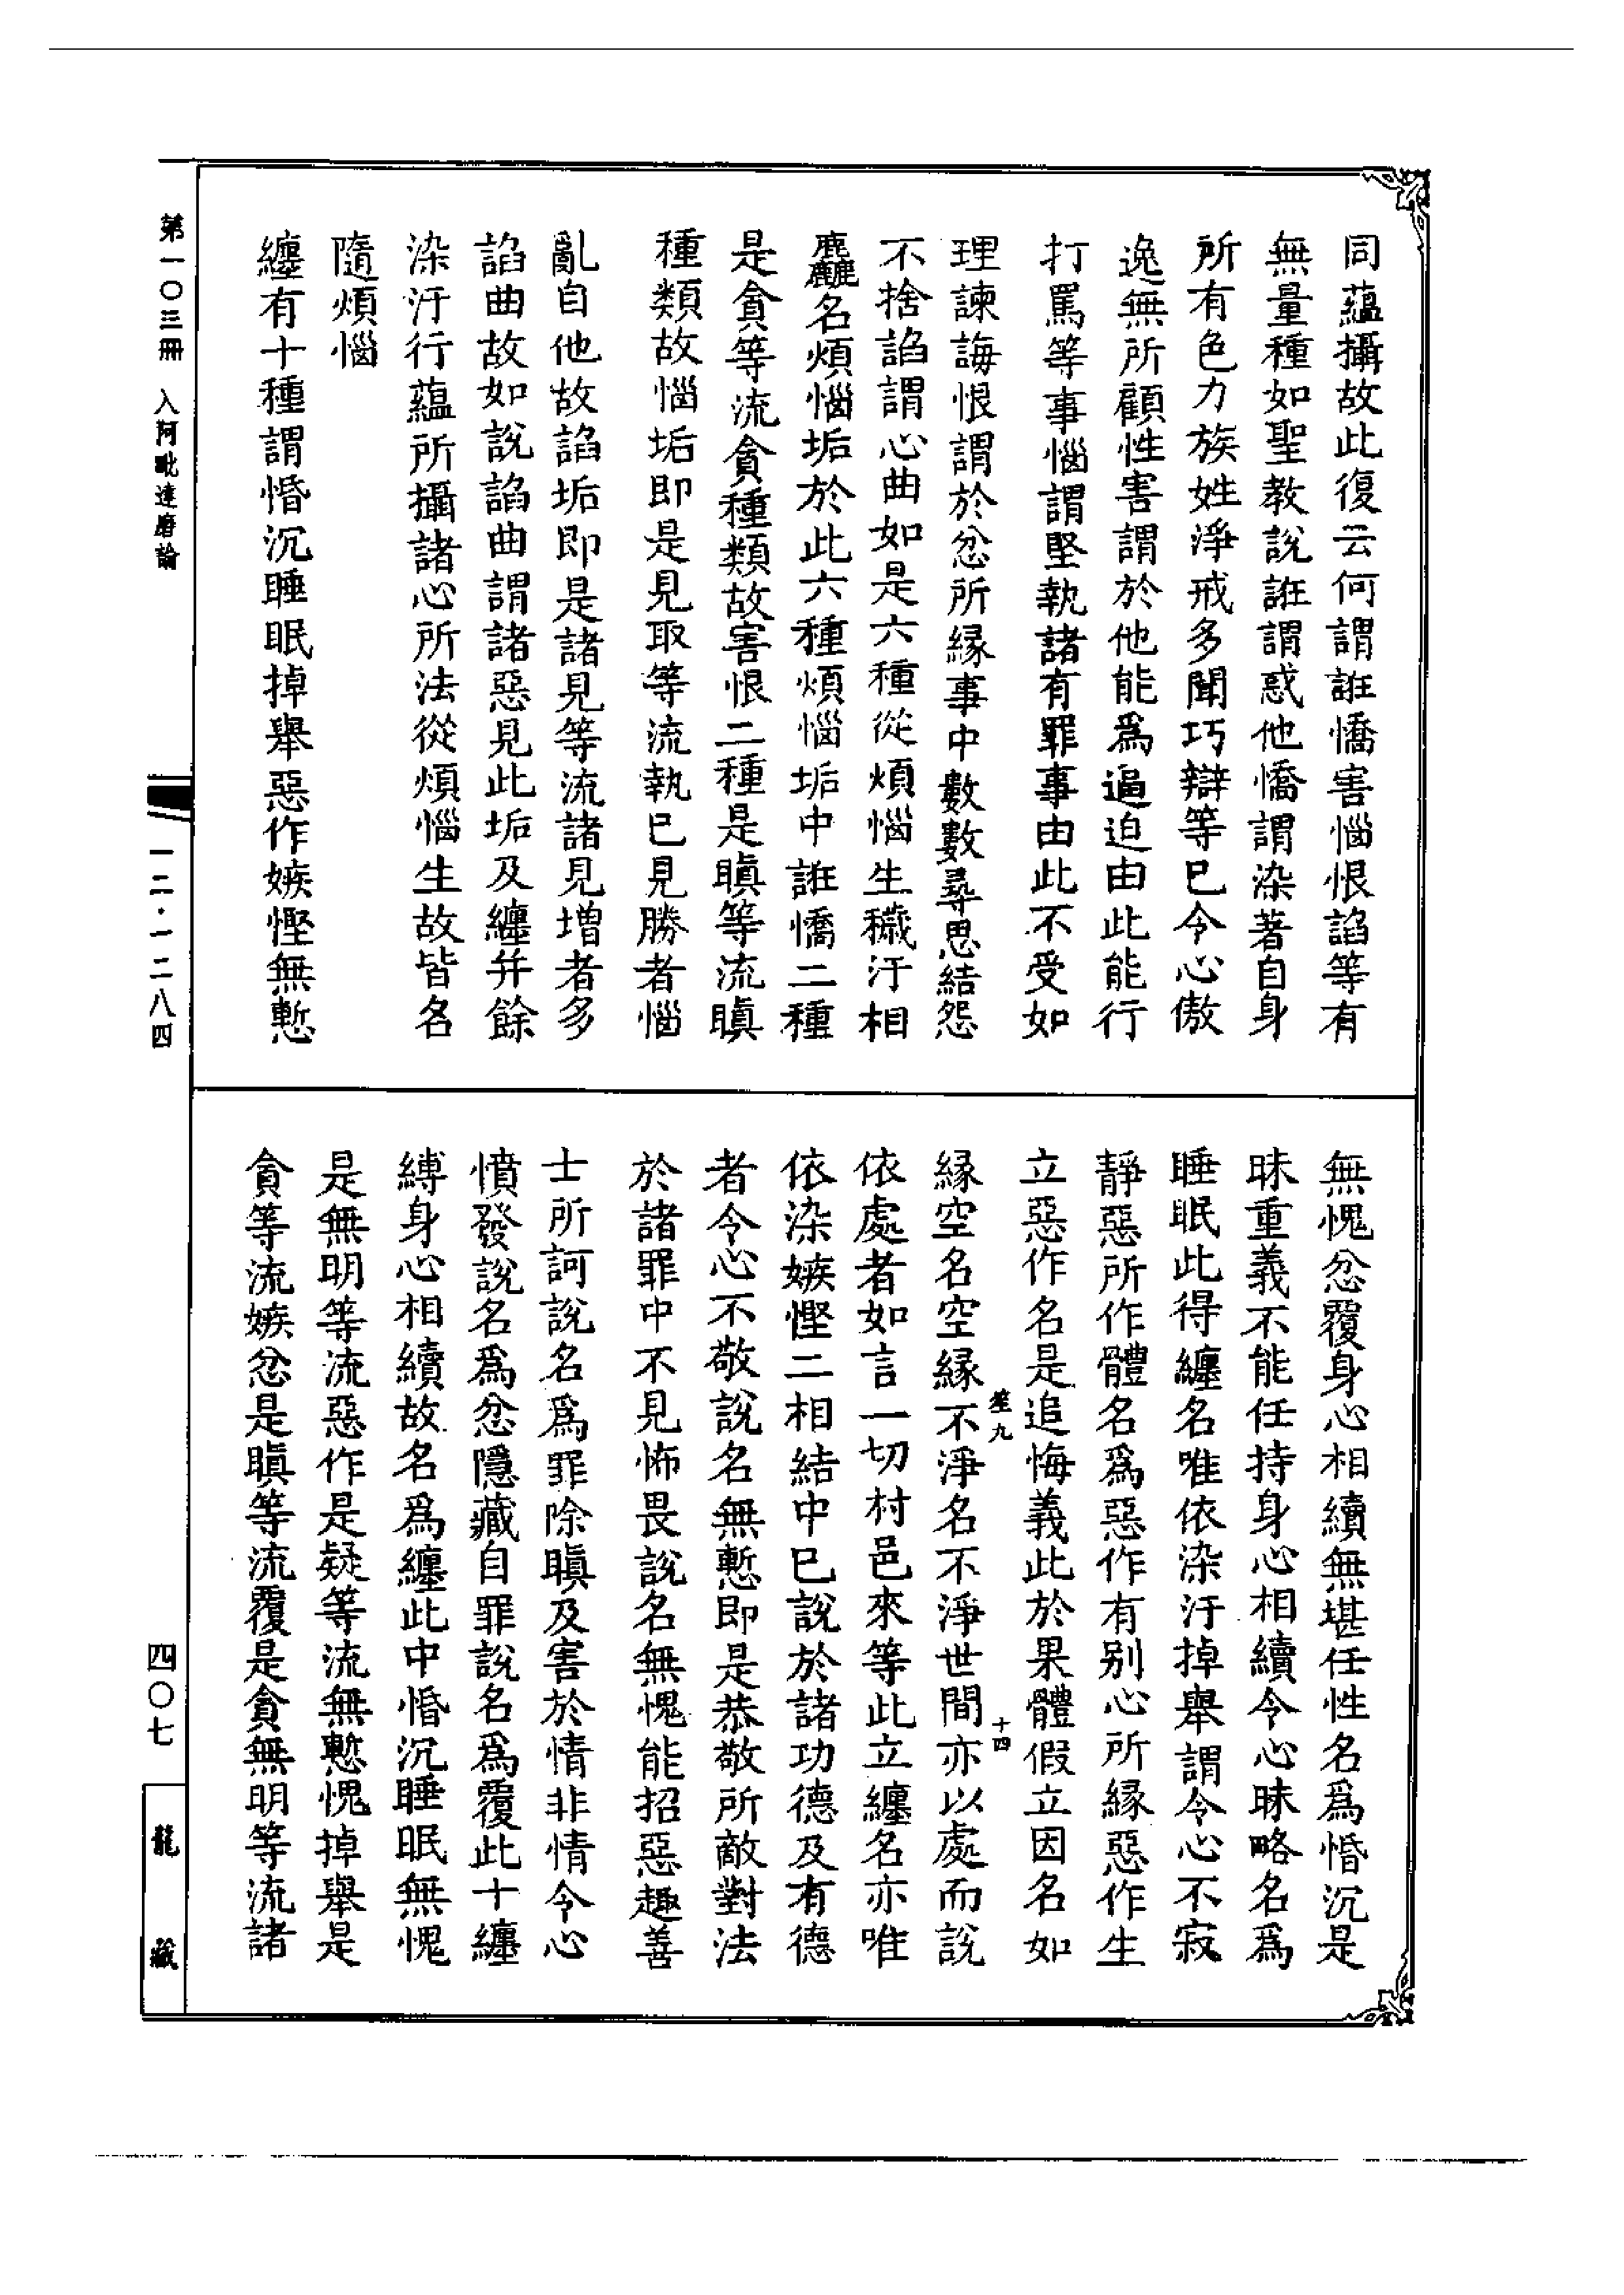 同蘊攝故此復云何謂誑憍害惱恨諂等有
無量種如聖教説誑謂惑他憍謂染著自身
所有色力族姓淨戒多聞巧辯等已令心傲
逸無所顧性害謂於他能爲逼迫由此能行
打罵等事惱謂堅執諸有罪事由此不受如
理諫誨恨謂於忿所緣事中數數尋思結怨
不捨諂謂心曲如是六種從煩惱生穢汙相
麤名煩惱垢於此六種煩惱垢中誑憍二種
是貪等流貪種類故害恨二種是瞋等流瞋
種類故惱垢即是見取等流執已見勝者惱
亂自他故諂垢即是諸見等流諸見增者多
諂曲故如説諂曲謂諸惡見此垢及纏并餘
染汙行蘊所攝諸心所法從煩惱生故皆名
隨煩惱
纏有十種謂惛沉睡眠掉舉惡作嫉慳無慙
無愧忿覆身心相續無堪任性名爲惛沉是
昧重義不能任持身心相續令心昧略名爲
睡眠此得纏名唯依染汙掉舉謂令心不寂
靜惡所作體名爲惡作有別心所緣惡作生
立惡作名是追悔義此於果體假立因名如
笙九
十四
緣空名空緣不淨名不淨世間亦以處而説
依處者如言一切村邑來等此立纏名亦唯
依染嫉慳二相結中已説於諸功德及有德
者令心不敬説名無慙即是恭敬所敵對法
於諸罪中不見怖畏説名無愧能招惡趣善
士所訶説名爲罪除瞋及害於情非情令心
憤發説名爲忿隱藏自罪説名爲覆此十纏
縛身心相續故名爲纏此中惛沉睡眠無愧
是無明等流惡作是疑等流無慙愧掉舉是
貪等流嫉忿是瞋等流覆是貪無明等流諸
第一〇三冊　入阿毗達磨論
一二·一二八四
四〇七
龍藏